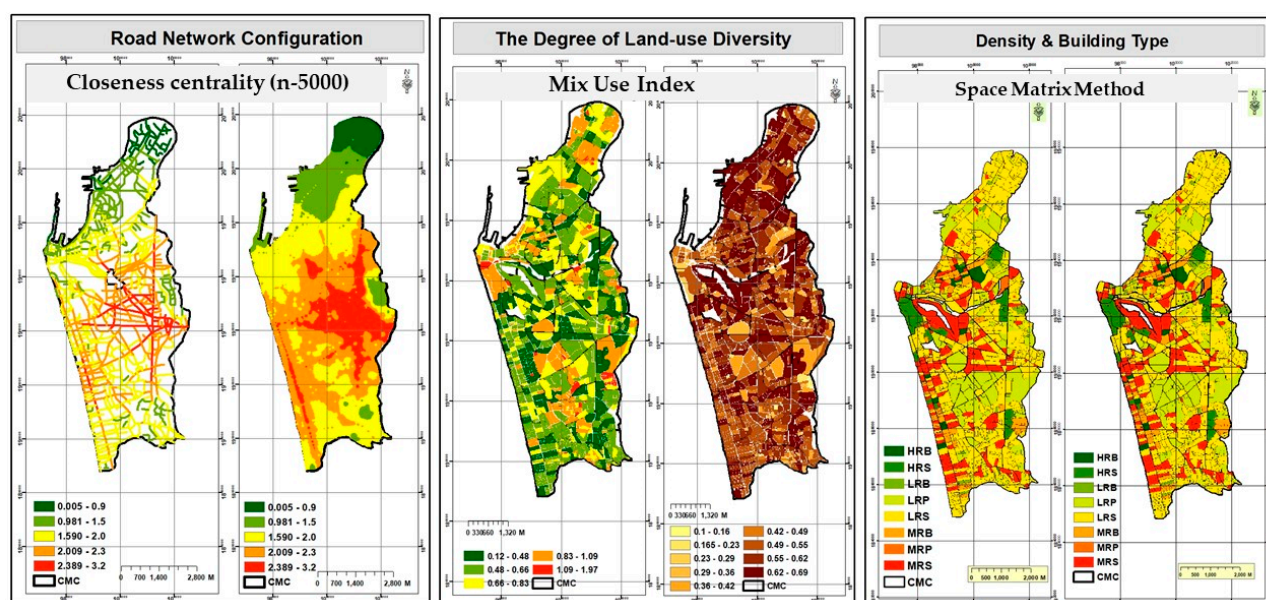 Road Network Configuration
Closeness centrality (n-5000)
0.005 - 0.9
0.981 - 1.5
1.590 - 2.0
2.009 - 2.3
2.389 - 3.2
CMC
0 700 1,400 2,800 M
0.005 - 0.9
0.981 - 1.5
1.590 - 2.0
2.009 - 2.3
2.389 - 3.2
CMC
0 700 1,400 2,800 M
The Degree of Land-use Diversity
Mix Use Index
0 330660 1,320 M
0.12 - 0.48
0.48 - 0.66
0.66 - 0.83
0.83 - 1.09
1.09 - 1.97
CMC
0 330660 1,320 M
0.1 - 0.16
0.165 - 0.23
0.23 - 0.29
0.29 - 0.36
0.36 - 0.42
0.42 - 0.49
0.49 - 0.55
0.55 - 0.62
0.62 - 0.69
CMC
Density & Building Type
Space Matrix Method
HRB
HRS
LRB
LRP
LRS
MRB
MRP
MRS
CMC
0 500 1,000 2,000 M
HRB
HRS
LRB
LRP
LRS
MRB
MRP
MRS
CMC
0 500 1,000 2,000 M